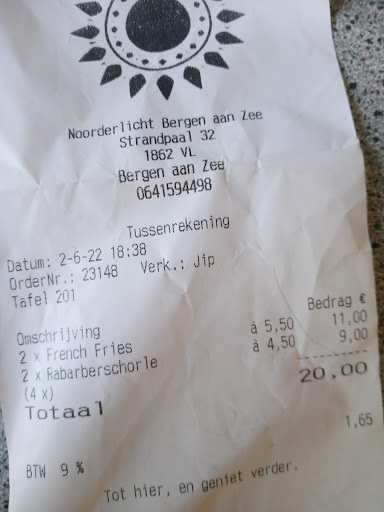 Noorderlicht Bergen aan Zee
Strandpaal 32
1862 VL
Bergen aan Zee
0641594498
Tussenrekening
Datum: 2-6-22 18:38
OrderNr.: 23148 Verk.: Jip
Tafel 201
Omschrijving Bedrag €
2 x French Fries à 5,50 11,00
2 x Rabarberschorle à 4,50 9,00
(4 x)
Totaal 20,00
BTW 9 % 1,65
Tot hier, en geniet verder.